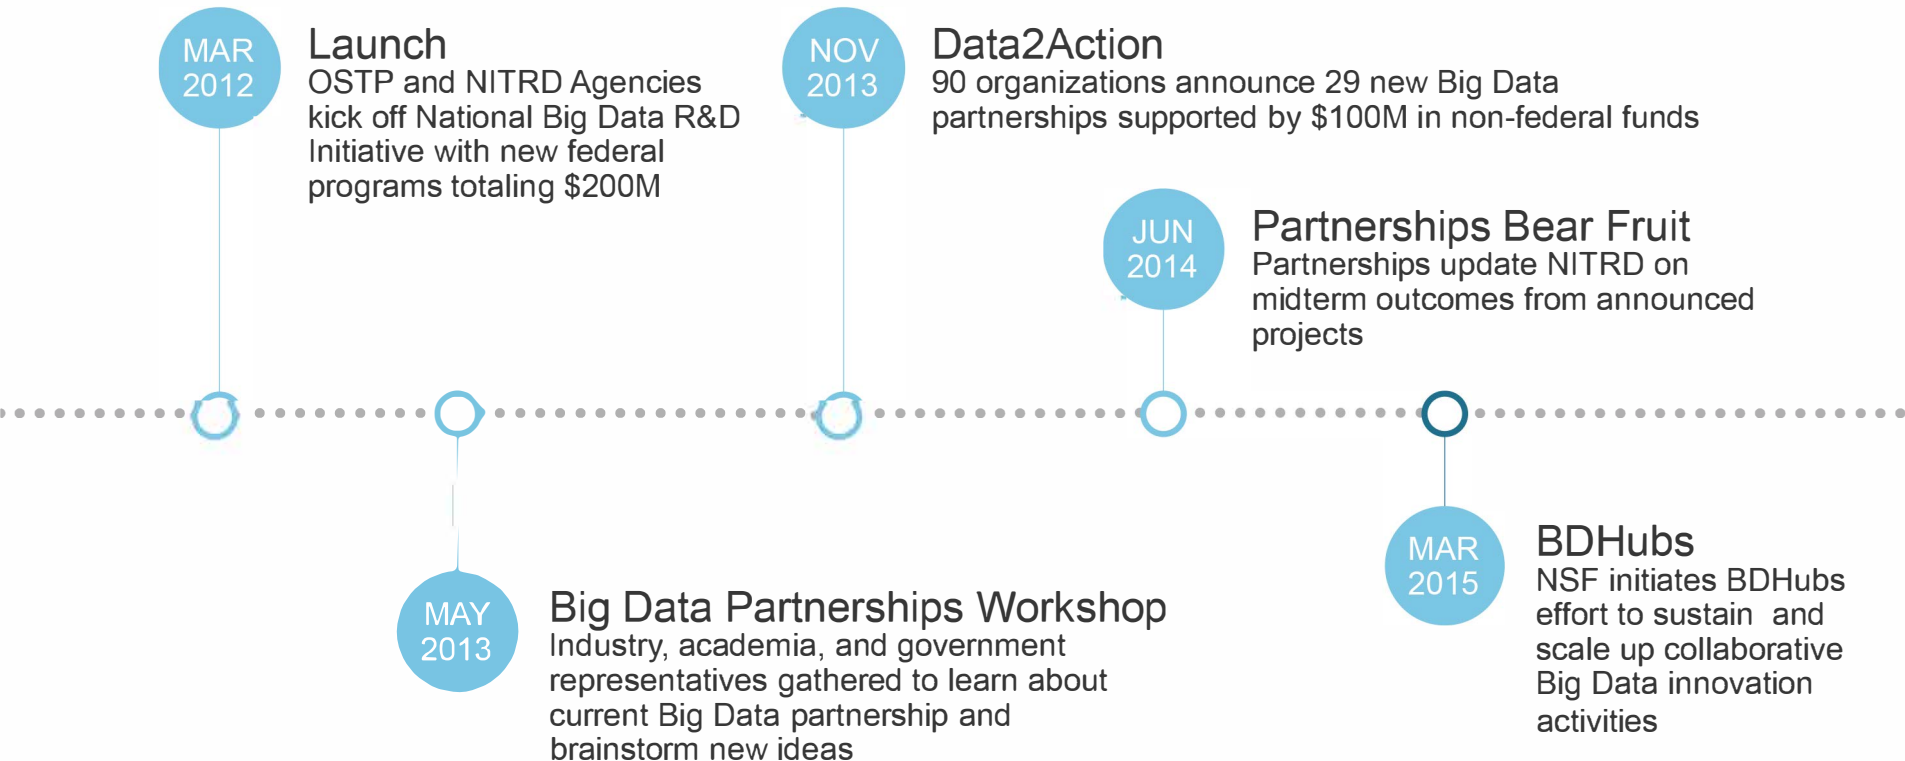 MAR
2012
Launch
OSTP and NITRD Agencies
kick off National Big Data R&D
Initiative with new federal
programs totaling $200M
NOV
2013
Data2Action
90 organizations announce 29 new Big Data
partnerships supported by $100M in non-federal funds
JUN
2014
Partnerships Bear Fruit
Partnerships update NITRD on
midterm outcomes from announced
projects
MAY
2013
Big Data Partnerships Workshop
Industry, academia, and government
representatives gathered to learn about
current Big Data partnership and
brainstorm new ideas
MAR
2015
BDHubs
NSF initiates BDHubs
effort to sustain and
scale up collaborative
Big Data innovation
activities